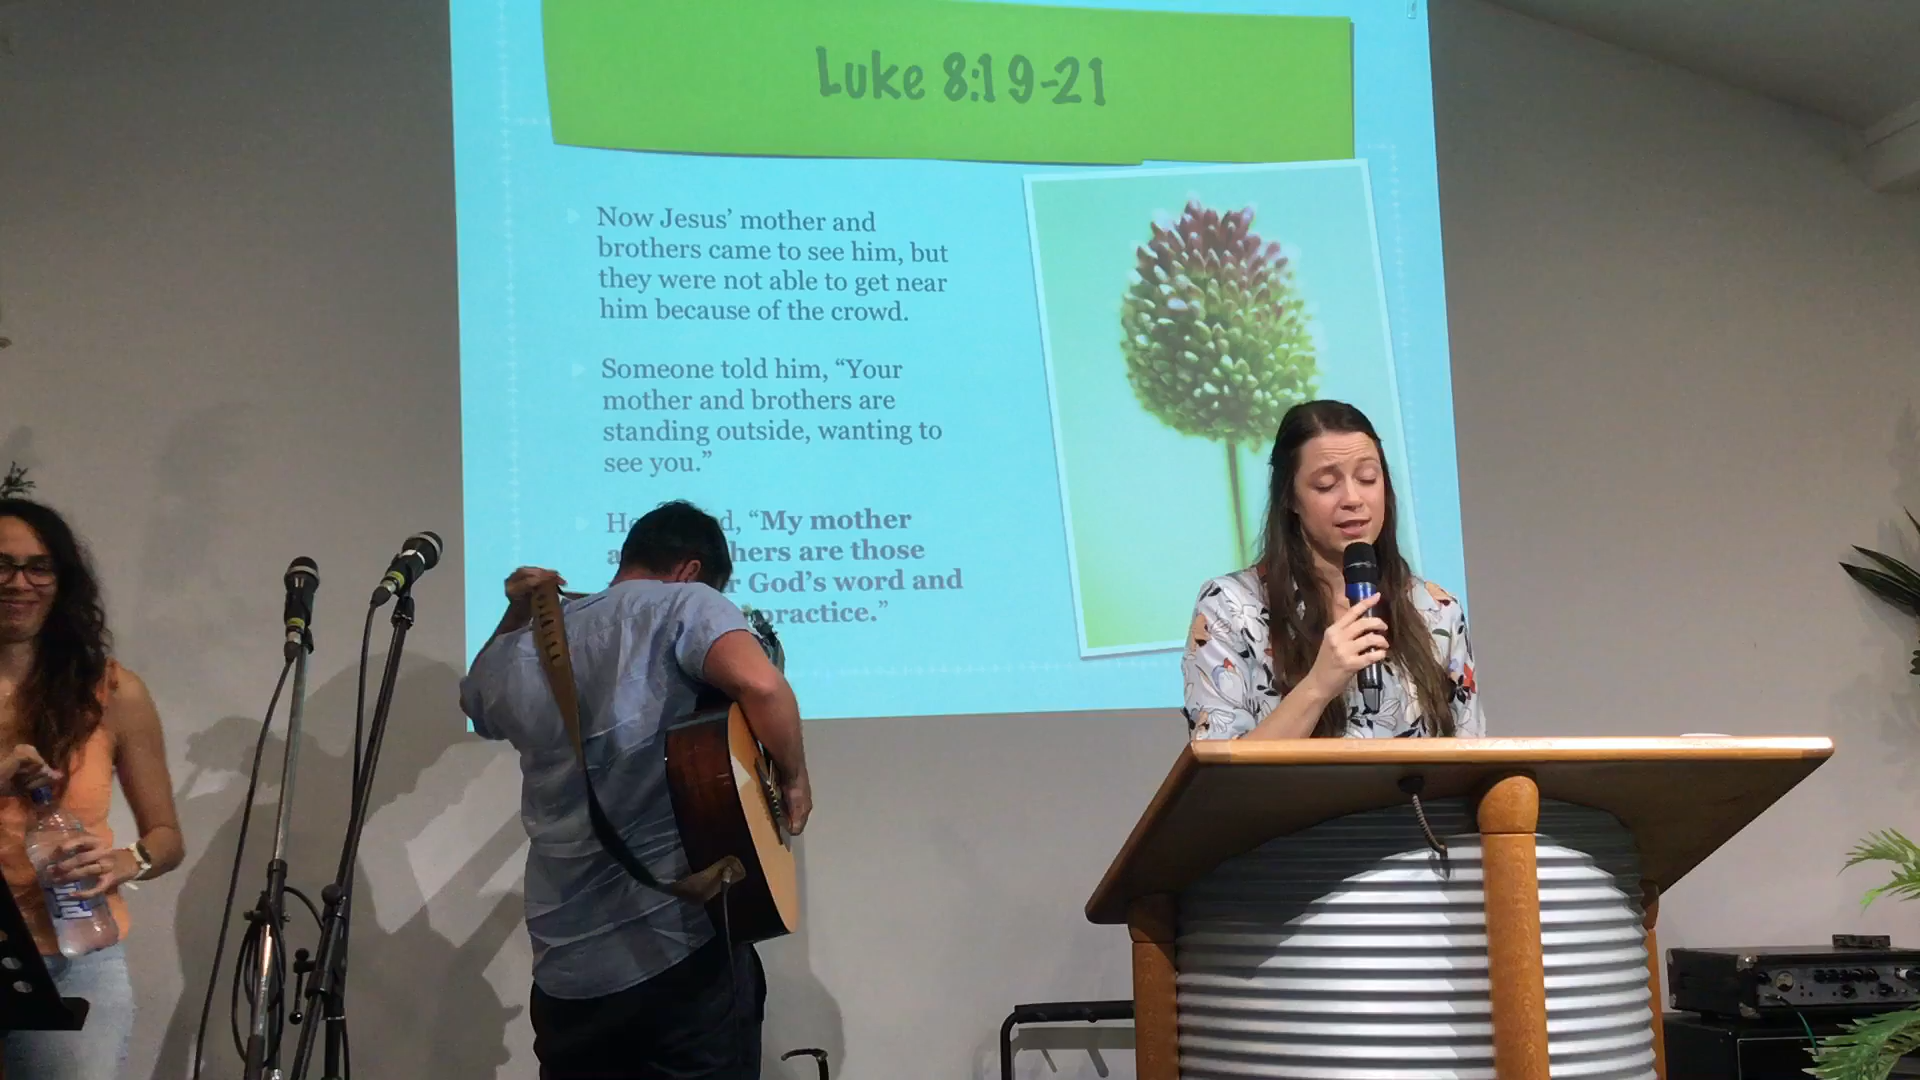 Luke 8:19-21
Now Jesus’ mother and
brothers came to see him, but
they were not able to get near
him because of the crowd.
Someone told him, “Your
mother and brothers are
standing outside, wanting to
see you.”
“My mother
are those
God’s word and
practice.”